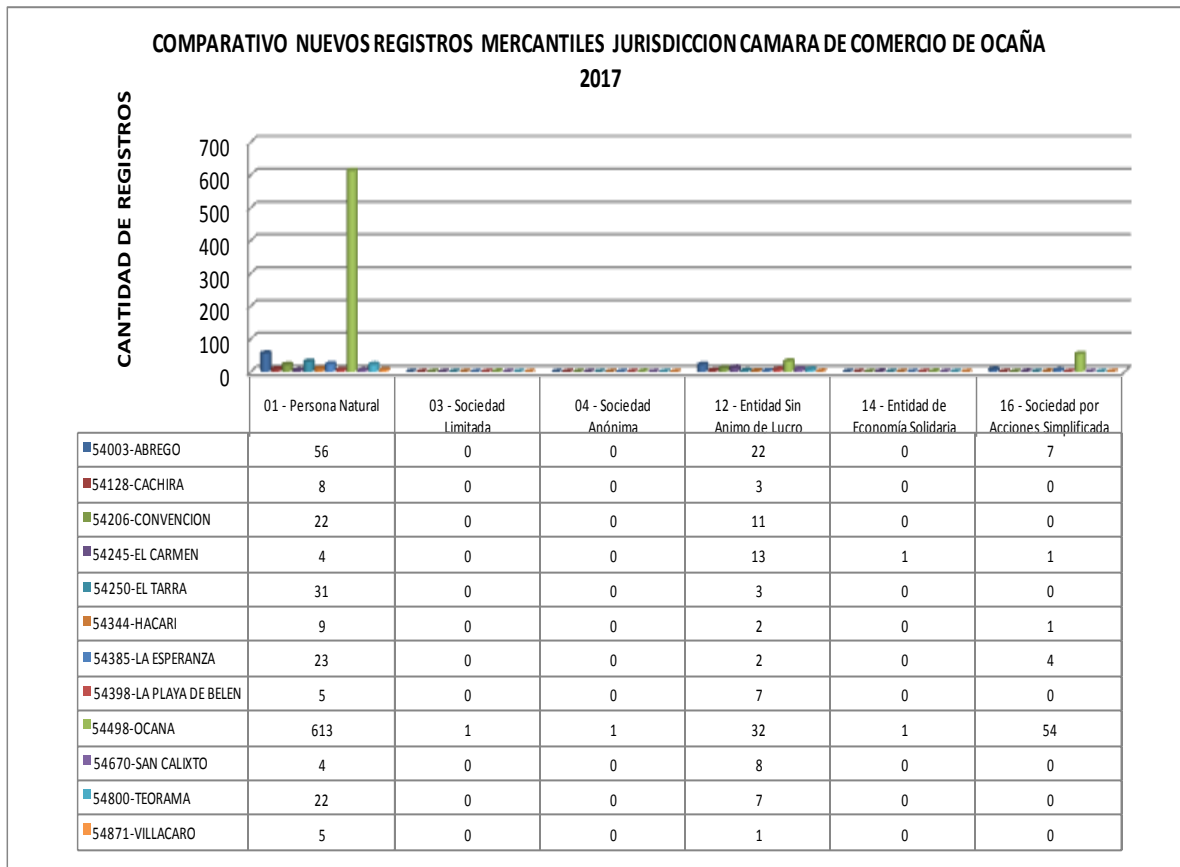 COMPARATIVO NUEVOS REGISTROS MERCANTILES JURISDICCION CAMARA DE COMERCIO DE OCAÑA
2017
CANTIDAD DE REGISTROS
700
600
500
400
300
200
100
0
01 - Persona Natural
03 - Sociedad Limitada
04 - Sociedad Anónima
12 - Entidad Sin Animo de Lucro
14 - Entidad de Economía Solidaria
16 - Sociedad por Acciones Simplificada
54003-ABREGO 56 0 0 22 0 7
54128-CACHIRA 8 0 0 3 0 0
54206-CONVENCION 22 0 0 11 0 0
54245-EL CARMEN 4 0 0 13 1 1
54250-EL TARRA 31 0 0 3 0 0
54344-HACARI 9 0 0 2 0 1
54385-LA ESPERANZA 23 0 0 2 0 4
54398-LA PLAYA DE BELEN 5 0 0 7 0 0
54498-OCANA 613 1 1 32 1 54
54670-SAN CALIXTO 4 0 0 8 0 0
54800-TEORAMA 22 0 0 7 0 0
54871-VILLACARO 5 0 0 1 0 0